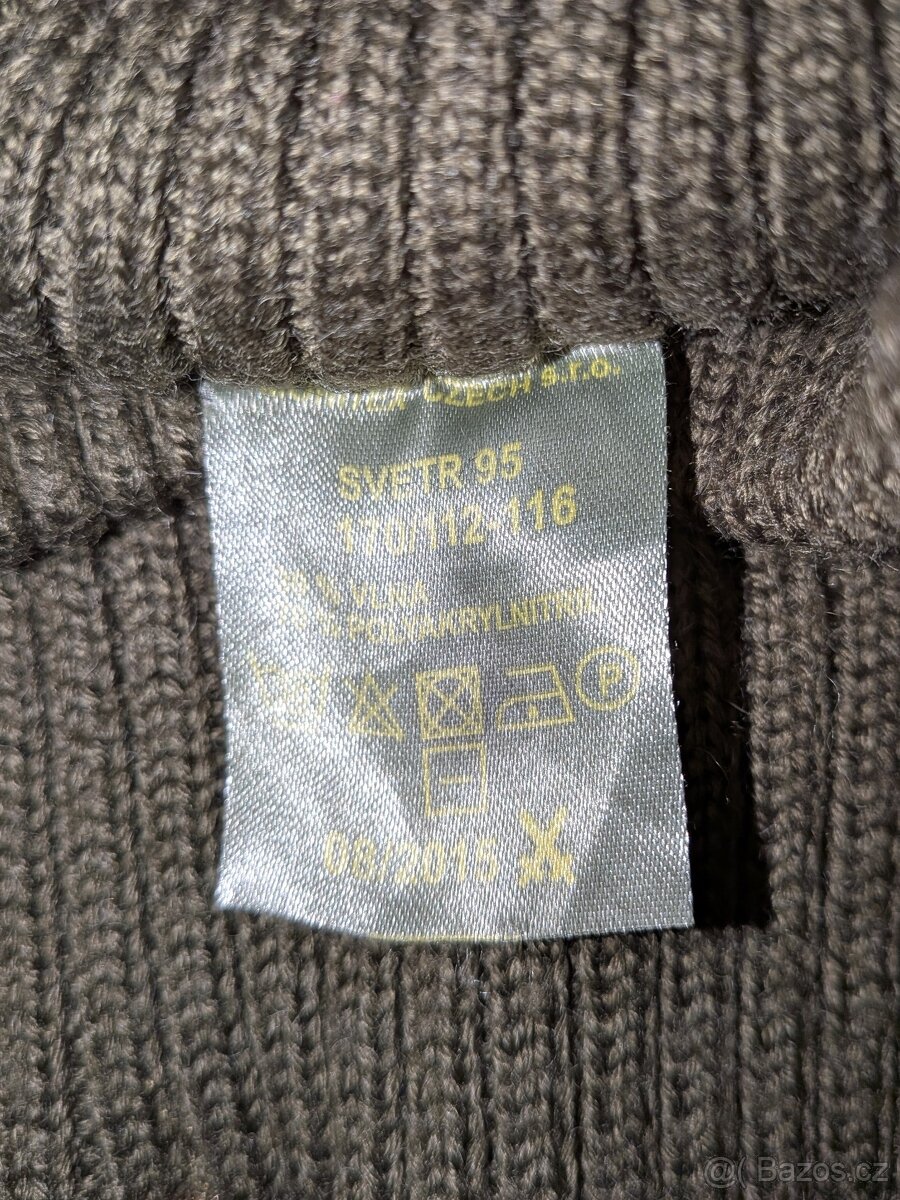 CZECH s.r.o.
SVETR 95
170/112-116
% VLNA
% POLYAKRYLNITRIL
P
08/2015
@( Bazos.cz